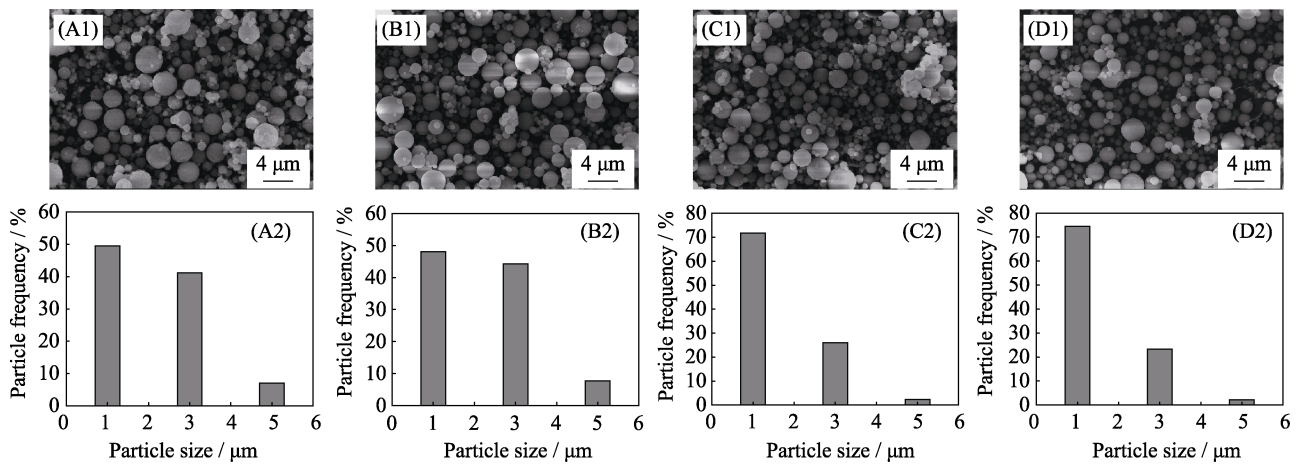 (A1)
4 μm
(B1)
4 μm
(C1)
4 μm
(D1)
4 μm
Particle frequency / %
60
50
40
30
20
10
0
(A2)
0 1 2 3 4 5 6
Particle size / μm
Particle frequency / %
60
50
40
30
20
10
0
(B2)
0 1 2 3 4 5 6
Particle size / μm
Particle frequency / %
80
70
60
50
40
30
20
10
0
(C2)
0 1 2 3 4 5 6
Particle size / μm
Particle frequency / %
80
70
60
50
40
30
20
10
0
(D2)
0 1 2 3 4 5 6
Particle size / μm